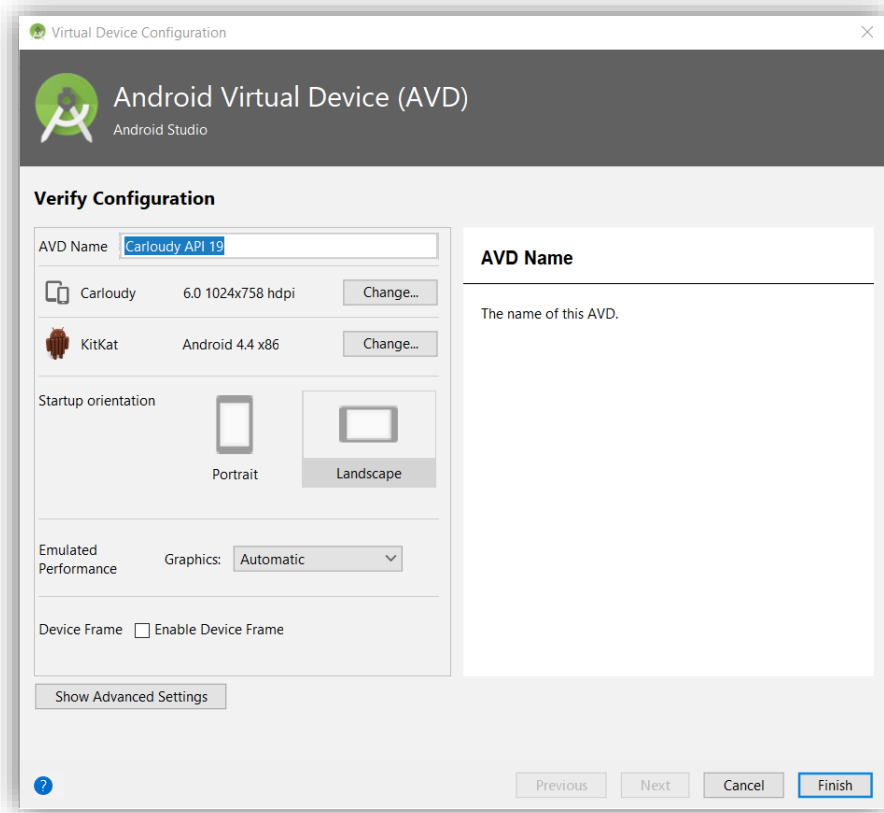 Virtual Device Configuration
Android Virtual Device (AVD)
Android Studio
Verify Configuration
AVD Name Carloudy API 19
Carloudy 6.0 1024x758 hdpi Change...
KitKat Android 4.4 x86 Change...
Startup orientation
Portrait Landscape
Emulated
Performance
Graphics: Automatic
Device Frame Enable Device Frame
Show Advanced Settings
AVD Name
The name of this AVD.
?
Previous Next Cancel Finish